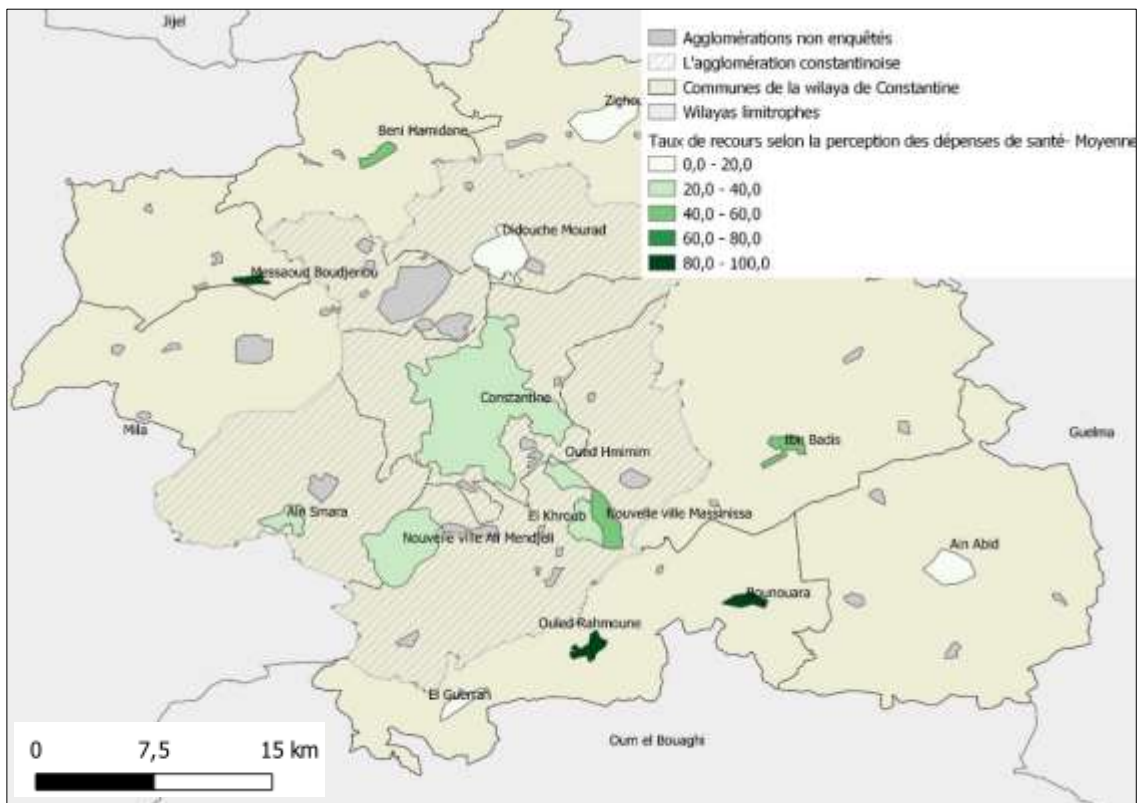 Jijel
Agglomérations non enquêtés
L'agglomération constantinoise
Communes de la wilaya de Constantine
Wilayas limitrophes
Taux de recours selon la perception des dépenses de santé- Moyenne
0,0 - 20,0
20,0 - 40,0
40,0 - 60,0
60,0 - 80,0
80,0 - 100,0
Zighou
Beni Hamidane
Didouche Mourad
Messaoud Boudjeriou
Constantine
Mila
Guelma
Ibn Badis
Oued Hmimim
Ain Smara
El Khroub
Nouvelle ville Massinissa
Nouvelle ville Ali Mendjeli
Ain Abid
Bounouara
Ouled Rahmoune
El Guerrah
Oum el Bouaghi
0 7,5 15 km